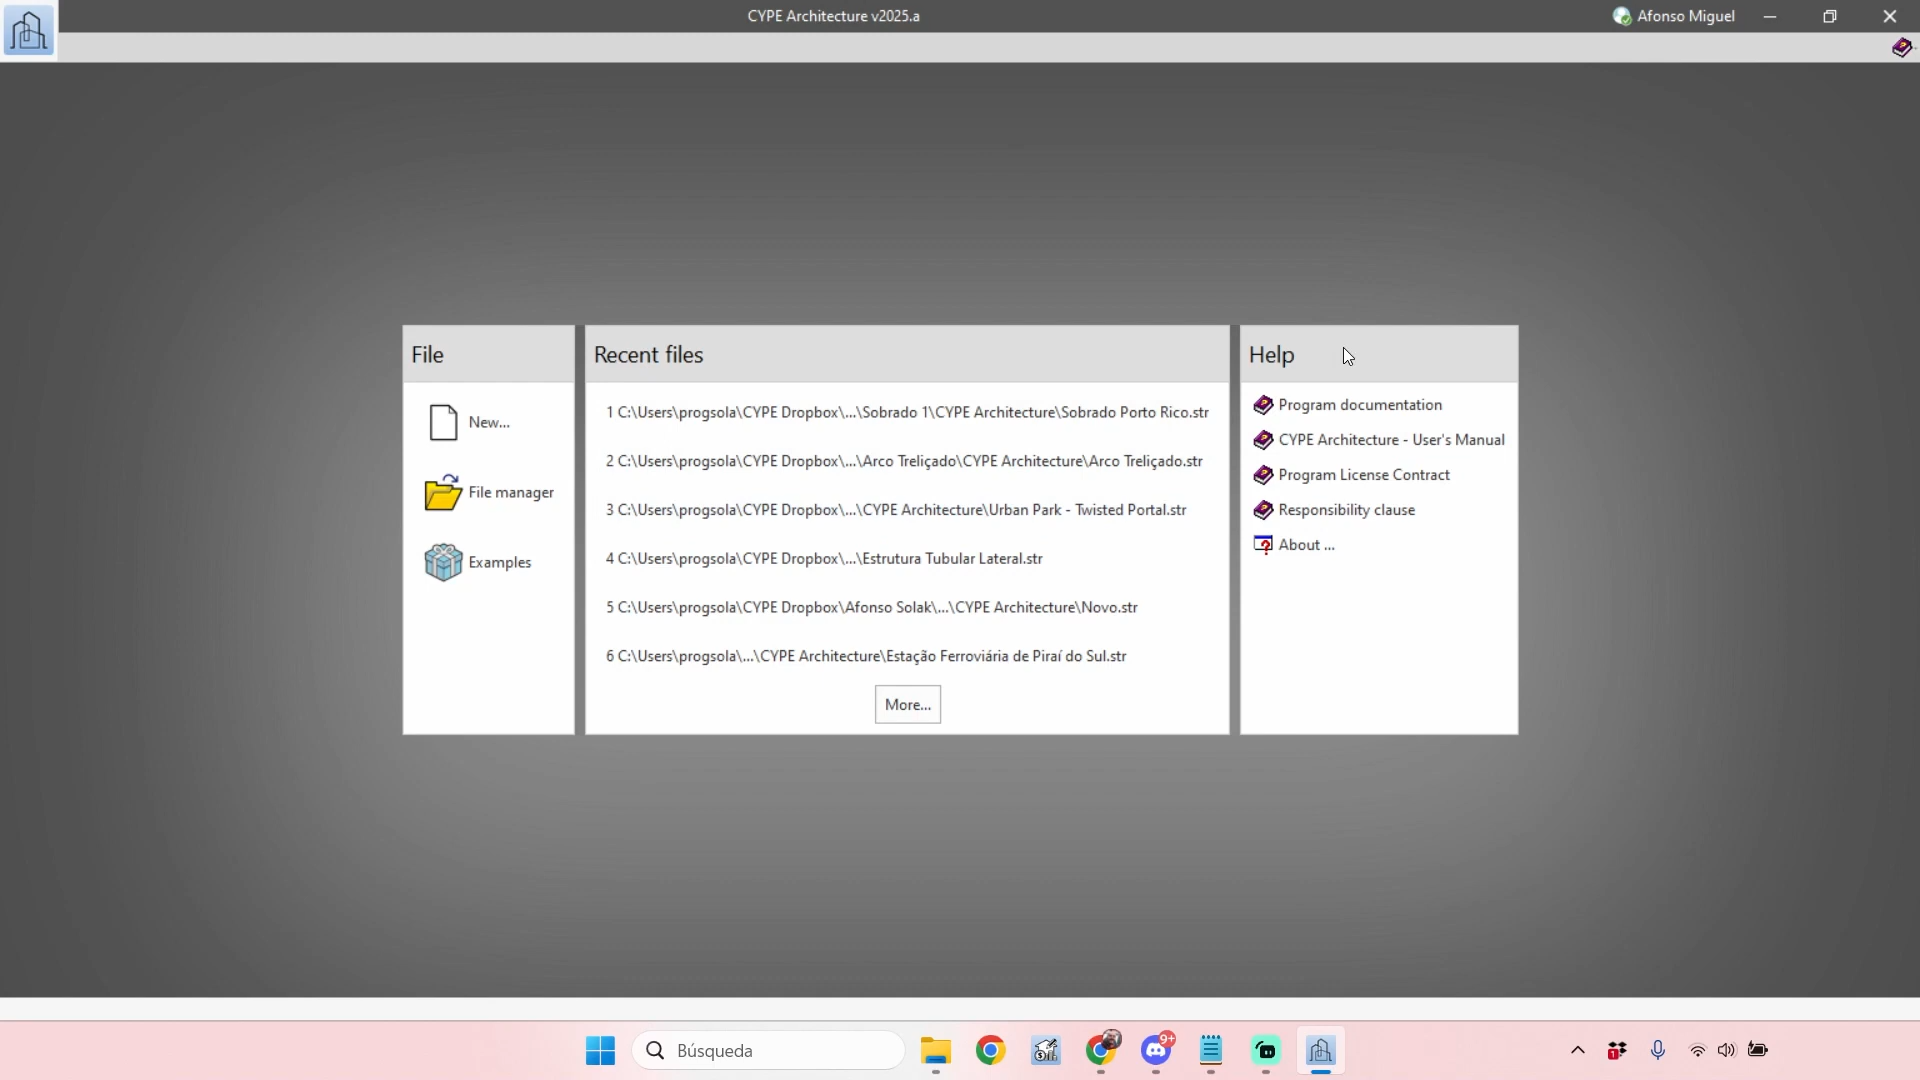 CYPE Architecture v2025.a
Afonso Miguel
File
New...
File manager
Examples
Recent files
1 C:\Users\progsola\CYPE Dropbox\...\Sobrado 1\CYPE Architecture\Sobrado Porto Rico.str
2 C:\Users\progsola\CYPE Dropbox\...\Arco Treliçado\CYPE Architecture\Arco Treliçado.str
3 C:\Users\progsola\CYPE Dropbox\...\CYPE Architecture\Urban Park - Twisted Portal.str
4 C:\Users\progsola\CYPE Dropbox\...\Estrutura Tubular Lateral.str
5 C:\Users\progsola\CYPE Dropbox\Afonso Solak\...\CYPE Architecture\Novo.str
6 C:\Users\progsola\...\CYPE Architecture\Estação Ferroviária de Piraí do Sul.str
More...
Help
Program documentation
CYPE Architecture - User's Manual
Program License Contract
Responsibility clause
About ...
Búsqueda
9+
1